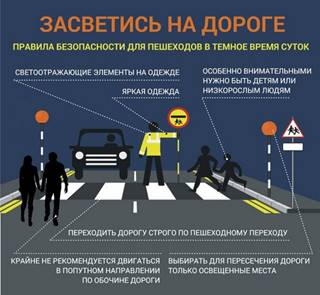 ЗАСВЕТИСЬ НА ДОРОГЕ
ПРАВИЛА БЕЗОПАСНОСТИ ДЛЯ ПЕШЕХОДОВ В ТЕМНОЕ ВРЕМЯ СУТОК
СВЕТООТРАЖАЮЩИЕ ЭЛЕМЕНТЫ НА ОДЕЖДЕ
ЯРКАЯ ОДЕЖДА
ОСОБЕННО ВНИМАТЕЛЬНЫМИ
НУЖНО БЫТЬ ДЕТЯМ ИЛИ
НИЗКОРОСЛЫМ ЛЮДЯМ
ПЕРЕХОДИТЬ ДОРОГУ СТРОГО ПО ПЕШЕХОДНОМУ ПЕРЕХОДУ
КРАЙНЕ НЕ РЕКОМЕНДУЕТСЯ ДВИГАТЬСЯ
В ПОПУТНОМ НАПРАВЛЕНИИ
ПО ОБОЧИНЕ ДОРОГИ
ВЫБИРАТЬ ДЛЯ ПЕРЕСЕЧЕНИЯ ДОРОГИ
ТОЛЬКО ОСВЕЩЕННЫЕ МЕСТА